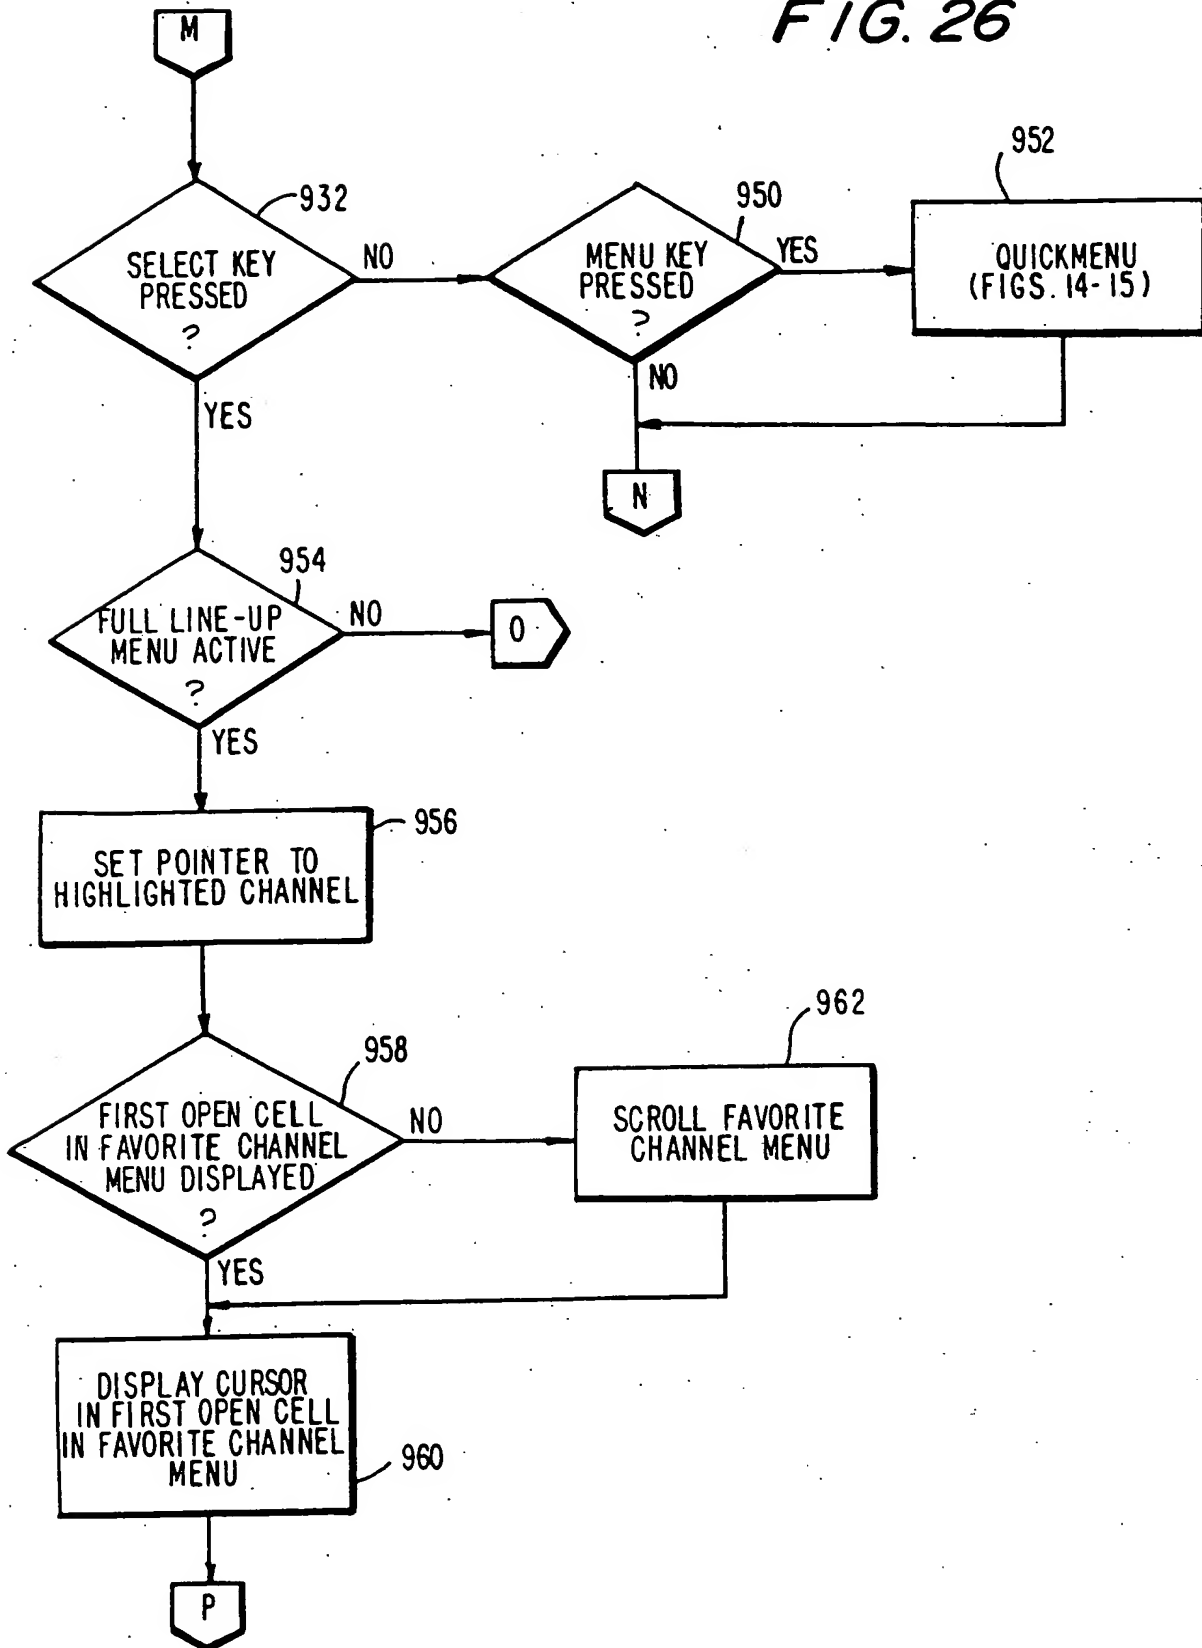 FIG. 26
M
932
SELECT KEY
PRESSED
?
NO
YES
950
MENU KEY
PRESSED
?
YES
NO
952
QUICKMENU
(FIGS. 14-15)
N
954
FULL LINE-UP
MENU ACTIVE
?
NO
O
YES
956
SET POINTER TO
HIGHLIGHTED CHANNEL
958
FIRST OPEN CELL
IN FAVORITE CHANNEL
MENU DISPLAYED
?
NO
YES
962
SCROLL FAVORITE
CHANNEL MENU
DISPLAY CURSOR
IN FIRST OPEN CELL
IN FAVORITE CHANNEL
MENU
960
P